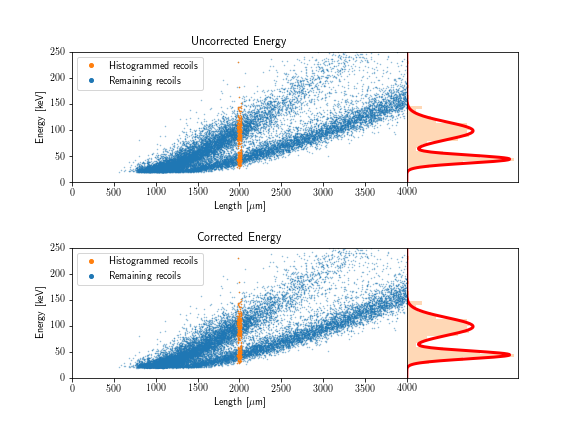 Uncorrected Energy
250
200
150
100
50
0
Energy [keV]
Histogrammed recoils
Remaining recoils
0 500 1000 1500 2000 2500 3000 3500 4000
Length [μm]
Corrected Energy
250
200
150
100
50
0
Energy [keV]
Histogrammed recoils
Remaining recoils
0 500 1000 1500 2000 2500 3000 3500 4000
Length [μm]